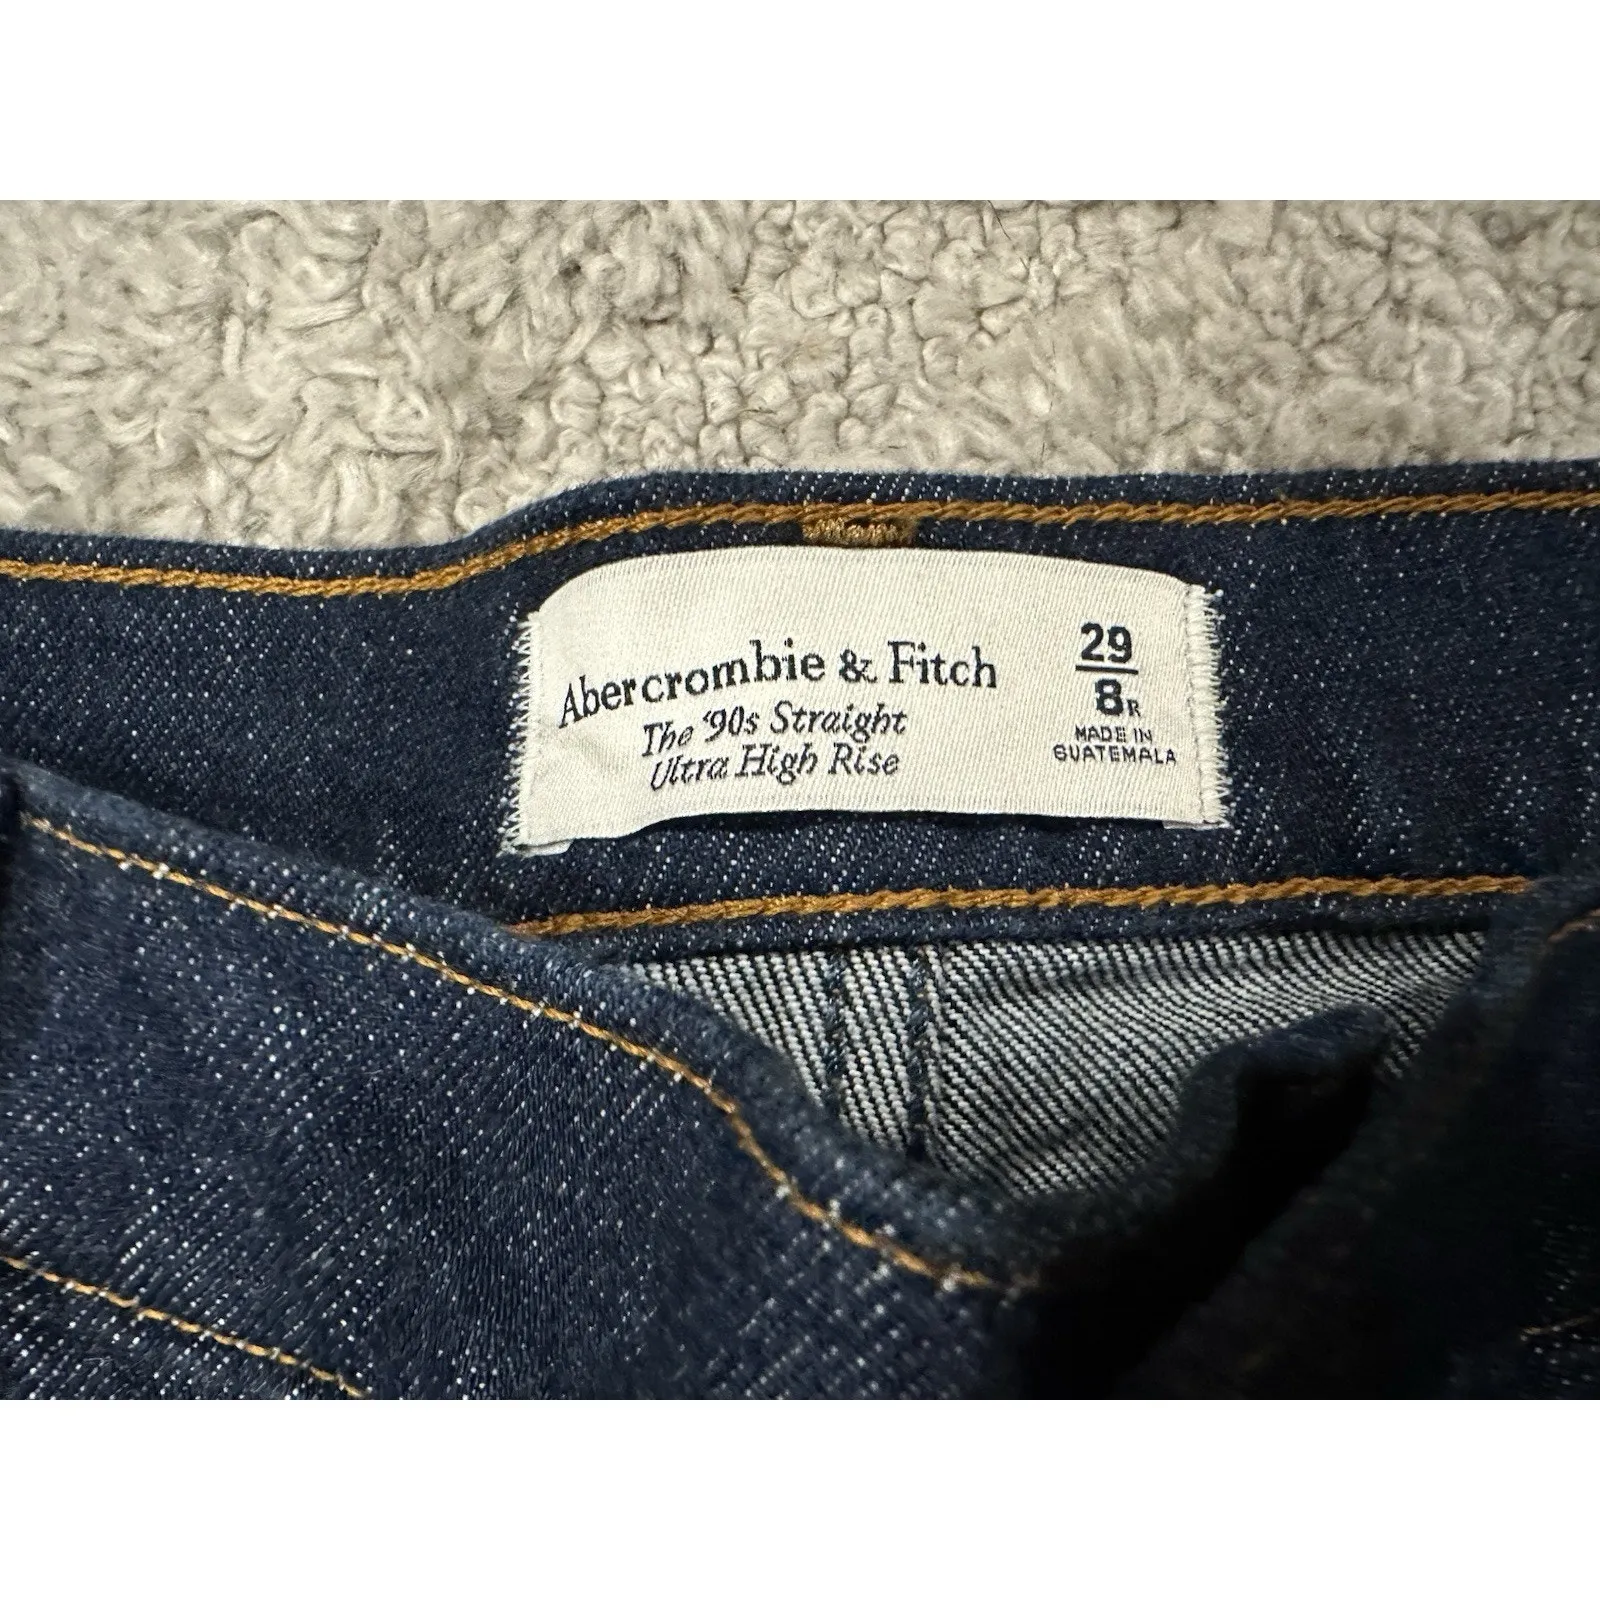 Abercrombie & Fitch
The '90s Straight
Ultra High Rise
29
8R
MADE IN
GUATEMALA